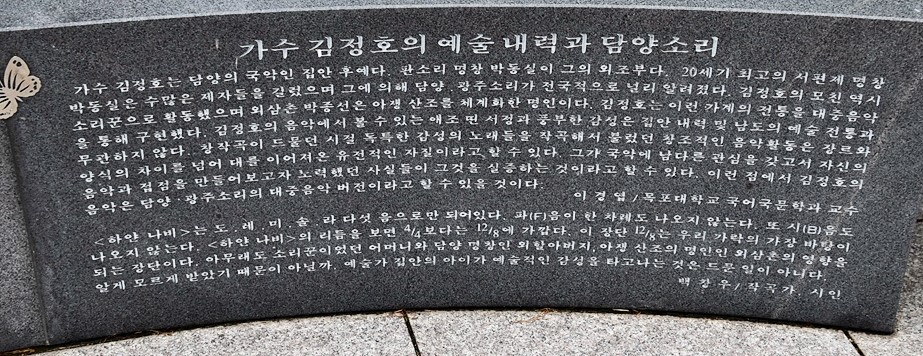 가수 김정호의 예술내력과 담양소리
가수 김정호는 담양의 국악인 집안 후예다. 판소리 명창 박동실이 그의 외조부다. 20세기 최고의 서편제 명창
박동실은 수많은 제자들을 길렀으며 그에 의해 담양, 광주소리가 전국적으로 널리 알려졌다. 김정호의 모친 역시
소리꾼으로 활동했으며 외삼촌 박종선은 아쟁 산조를 체계화한 명인이다. 김정호는 이런 가계의 전통을 대중음악
을 통해 구현했다. 김정호의 음악에서 볼 수 있는 애조 띤 서정과 풍부한 감성은 집안 내력 및 남도의 예술 전통과
무관하지 않다. 창작곡이 드물던 시절 독특한 감성의 노래들을 작곡해서 불렀던 창조적인 음악활동은 장르와
양식의 차이를 넘어 대를 이어져온 유전적인 자질이라고 할 수 있다. 그가 국악에 남다른 관심을 갖고서 자신의
음악과 접점을 만들어보고자 노력했던 사실들이 그것을 실증하는 것이라고 할 수 있다. 이런 점에서 김정호의
음악은 담양·광주소리의 대중음악 버전이라고 할 수 있을 것이다.
이 경 엽 / 목포대학교 국어국문학과 교수
<하얀 나비>는 도, 레, 미, 솔, 라 다섯 음으로만 되어있다. 파(F)음이 한 차례도 나오지 않는다. 또 시(B)음도
나오지 않는다. <하얀 나비>의 리듬을 보면 4/4보다는 12/8에 가깝다. 이 장단 12/8는 우리 가락의 가장 바탕이
되는 장단이다. 아무래도 소리꾼이었던 어머니와 담양 명창인 외할아버지, 아쟁 산조의 명인인 외삼촌의 영향을
알게 모르게 받았기 때문이 아닐까. 예술가 집안의 아이가 예술적인 감성을 타고나는 것은 드문 일이 아니다.
백 창 우 / 작곡가, 시인